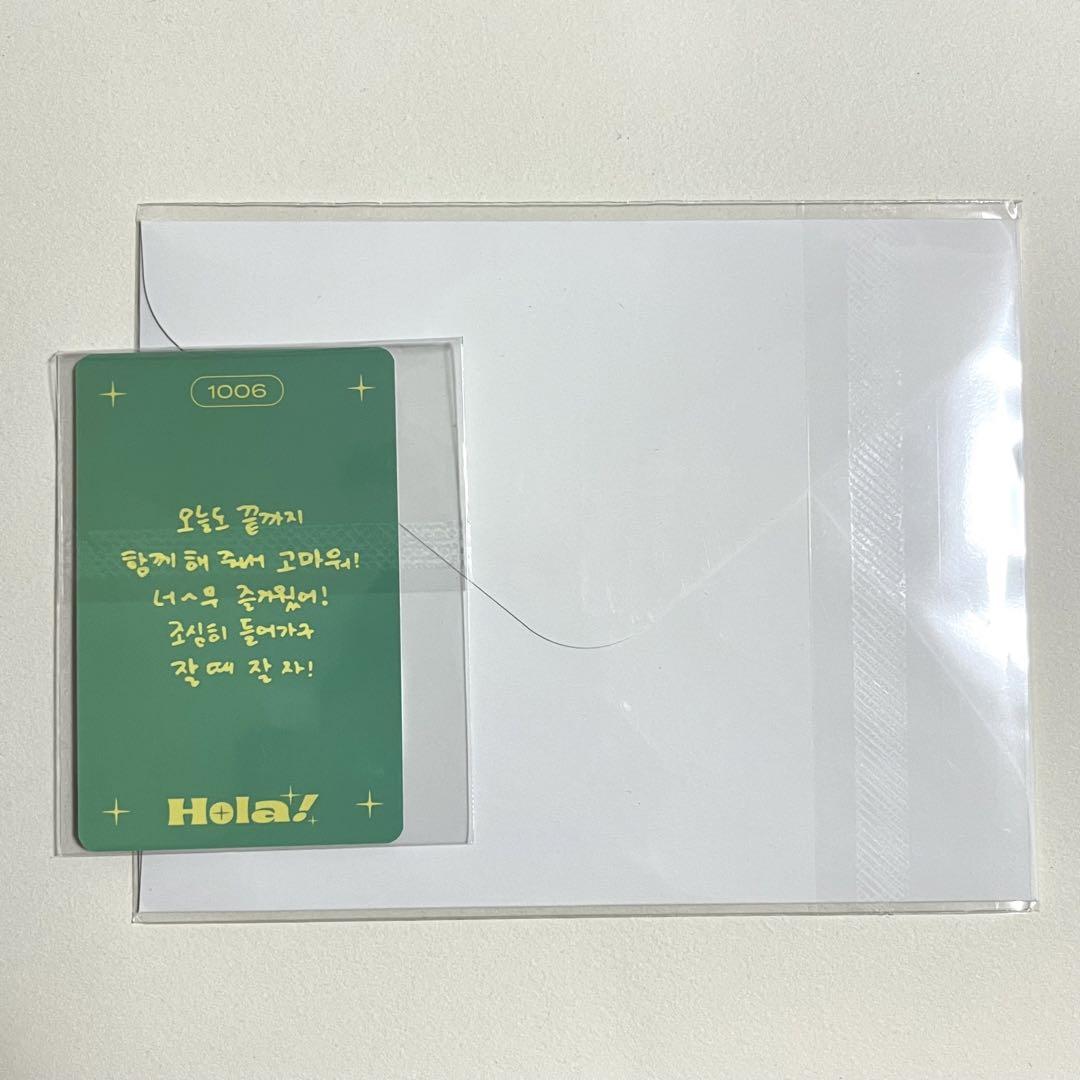 1006
오늘도 끝까지
함께 해 줘서 고마워!
너^무 즐거웠어!
조심히 들어가구
잘 때 잘 자!
Hola!